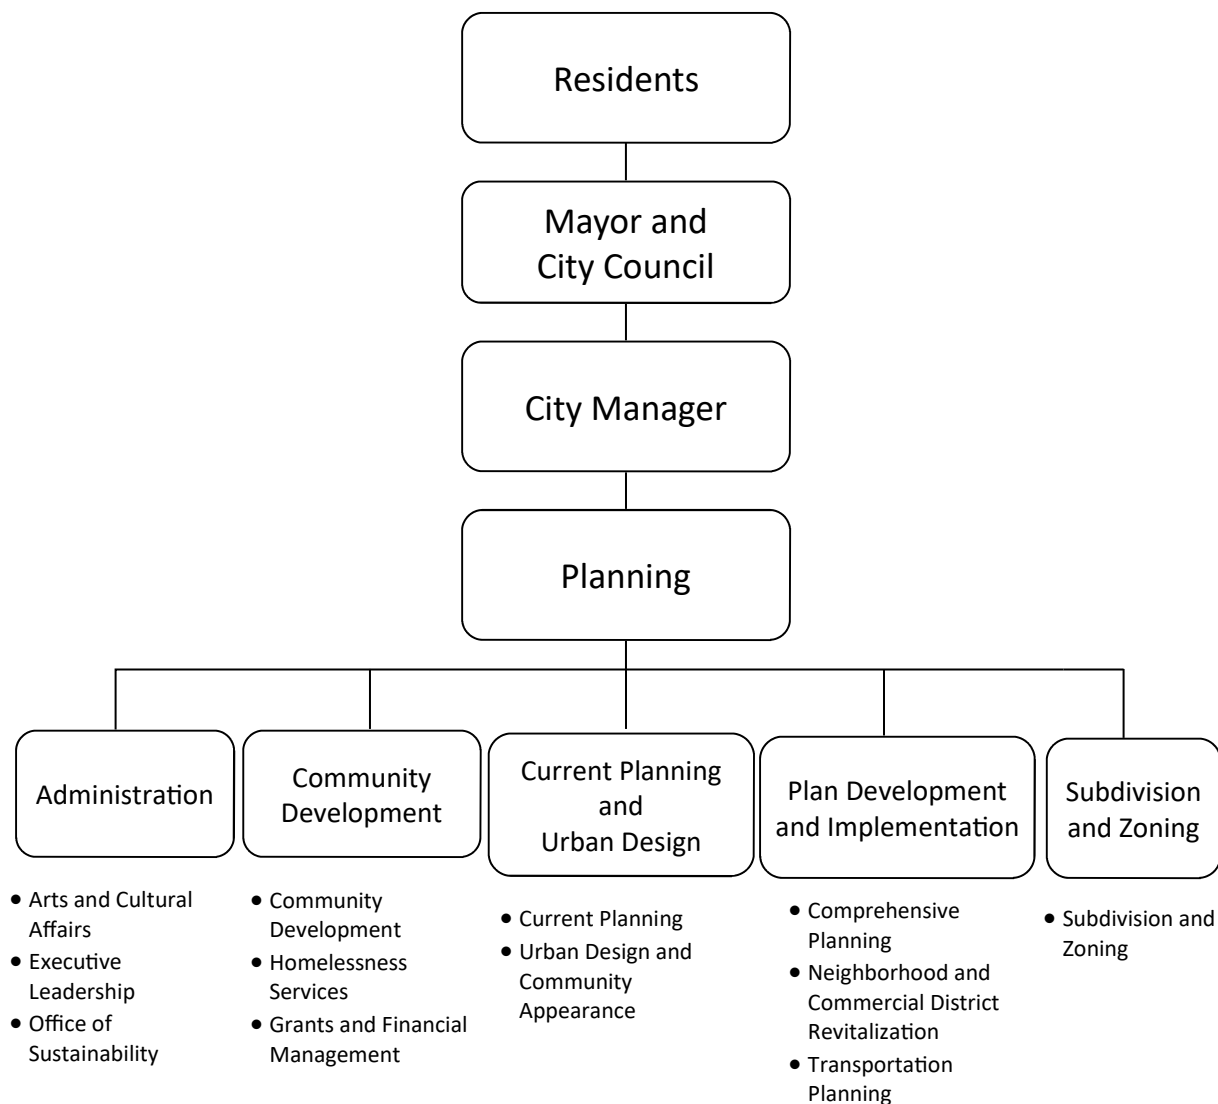 Residents
Mayor and
City Council
City Manager
Planning
Administration
Community
Development
Current Planning
and
Urban Design
Plan Development
and Implementation
Subdivision
and Zoning
• Arts and Cultural
Affairs
• Executive
Leadership
• Office of
Sustainability
• Community
Development
• Homelessness
Services
• Grants and Financial
Management
• Current Planning
• Urban Design and
Community
Appearance
• Comprehensive
Planning
• Neighborhood and
Commercial District
Revitalization
• Transportation
Planning
• Subdivision and
Zoning